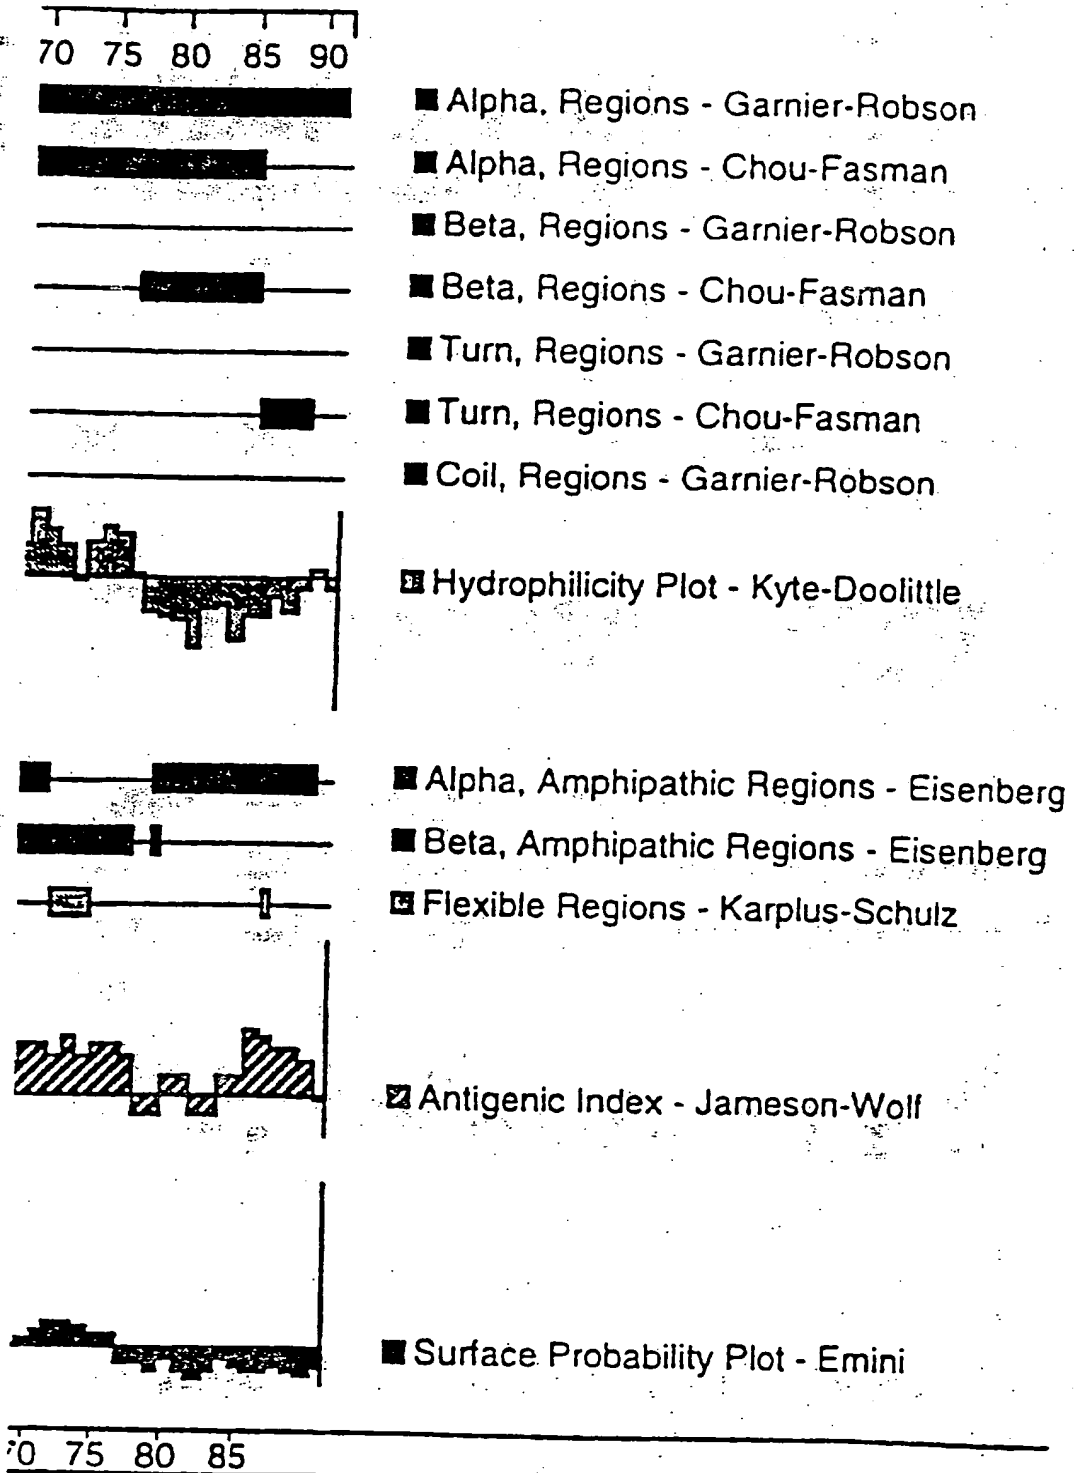 70 75 80 85 90
Alpha, Regions - Garnier-Robson
Alpha, Regions - Chou-Fasman
Beta, Regions - Garnier-Robson
Beta, Regions - Chou-Fasman
Turn, Regions - Garnier-Robson
Turn, Regions - Chou-Fasman
Coil, Regions - Garnier-Robson
Hydrophilicity Plot - Kyte-Doolittle
Alpha, Amphipathic Regions - Eisenberg
Beta, Amphipathic Regions - Eisenberg
Flexible Regions - Karplus-Schulz
Antigenic Index - Jameson-Wolf
Surface Probability Plot - Emini
70 75 80 85